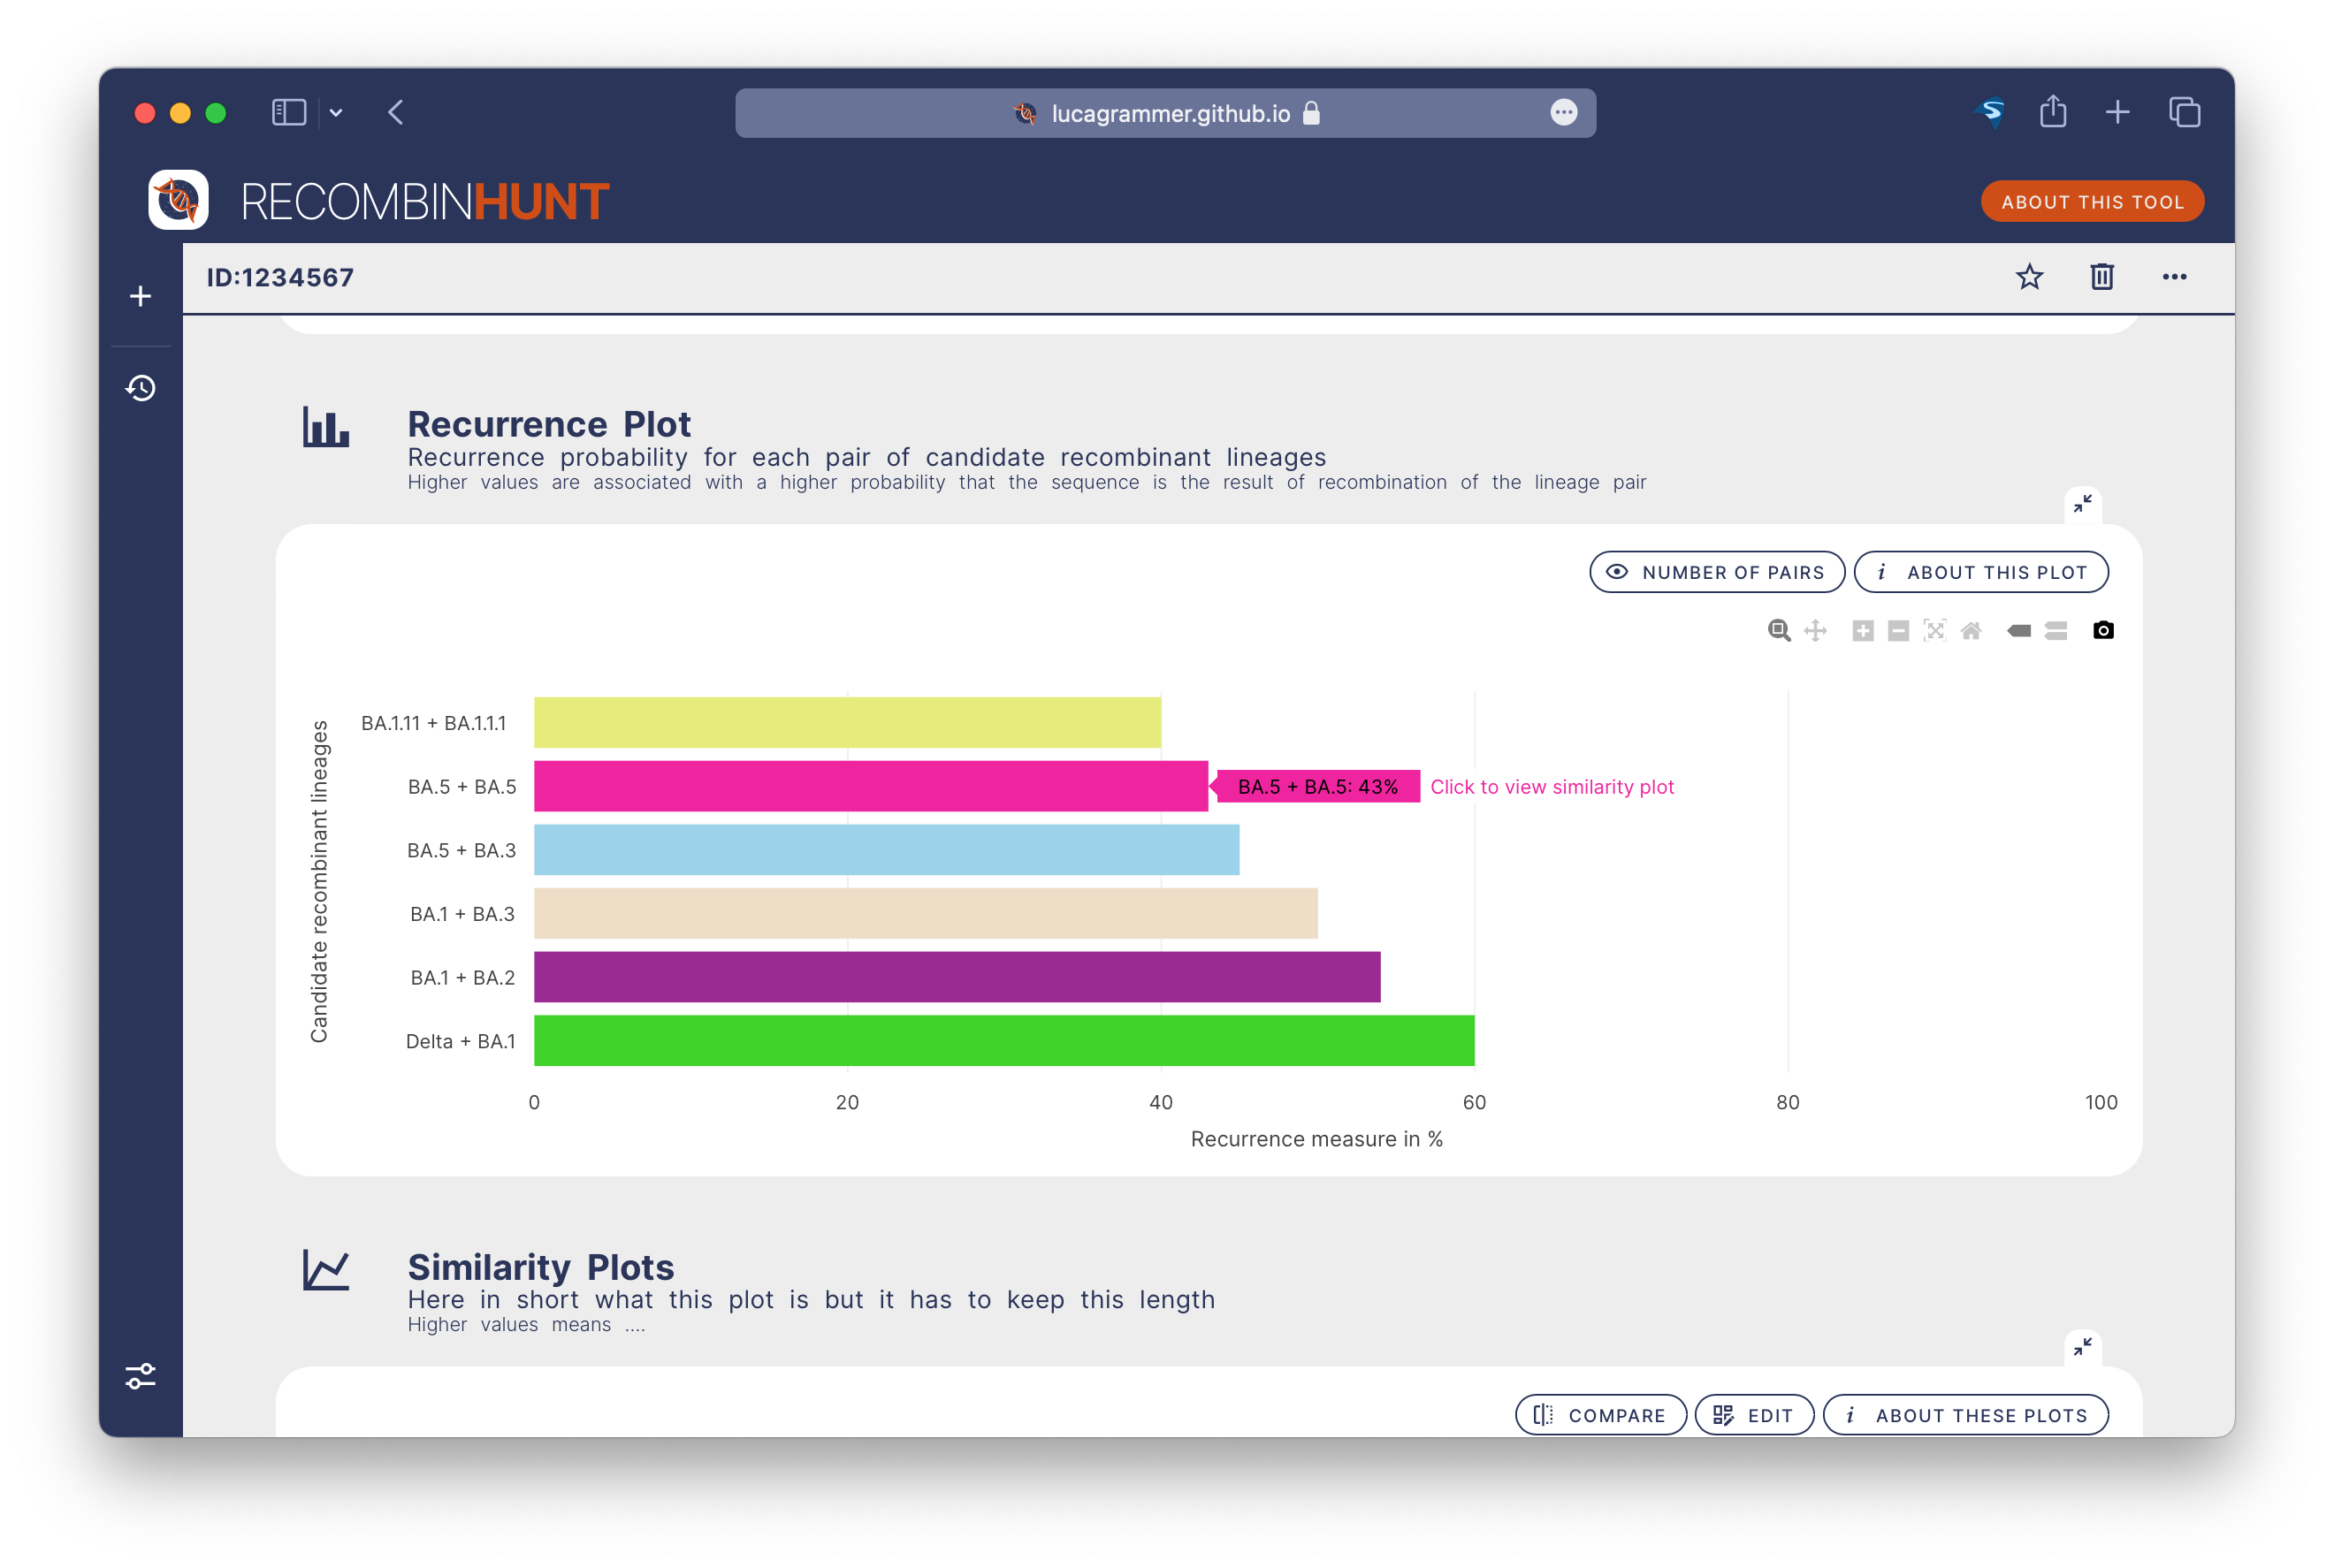 lucagrammer.github.io
RECOMBINHUNT
ABOUT THIS TOOL
ID:1234567
Recurrence Plot
Recurrence probability for each pair of candidate recombinant lineages
Higher values are associated with a higher probability that the sequence is the result of recombination of the lineage pair
NUMBER OF PAIRS
i ABOUT THIS PLOT
Candidate recombinant lineages
BA.1.11 + BA.1.1.1
BA.5 + BA.5
BA.5 + BA.5: 43%
Click to view similarity plot
BA.5 + BA.3
BA.1 + BA.3
BA.1 + BA.2
Delta + BA.1
0 20 40 60 80 100
Recurrence measure in %
Similarity Plots
Here in short what this plot is but it has to keep this length
Higher values means ....
COMPARE
EDIT
i ABOUT THESE PLOTS